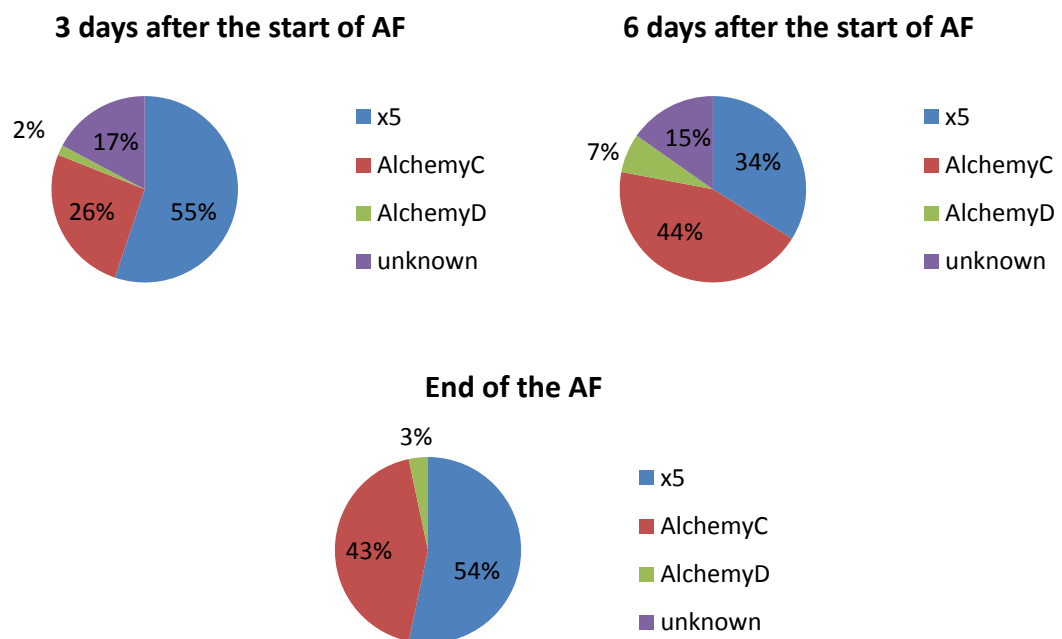 3 days after the start of AF
2%
17%
26%
55%
x5
AlchemyC
AlchemyD
unknown
6 days after the start of AF
7%
15%
34%
44%
x5
AlchemyC
AlchemyD
unknown
End of the AF
3%
43%
54%
x5
AlchemyC
AlchemyD
unknown